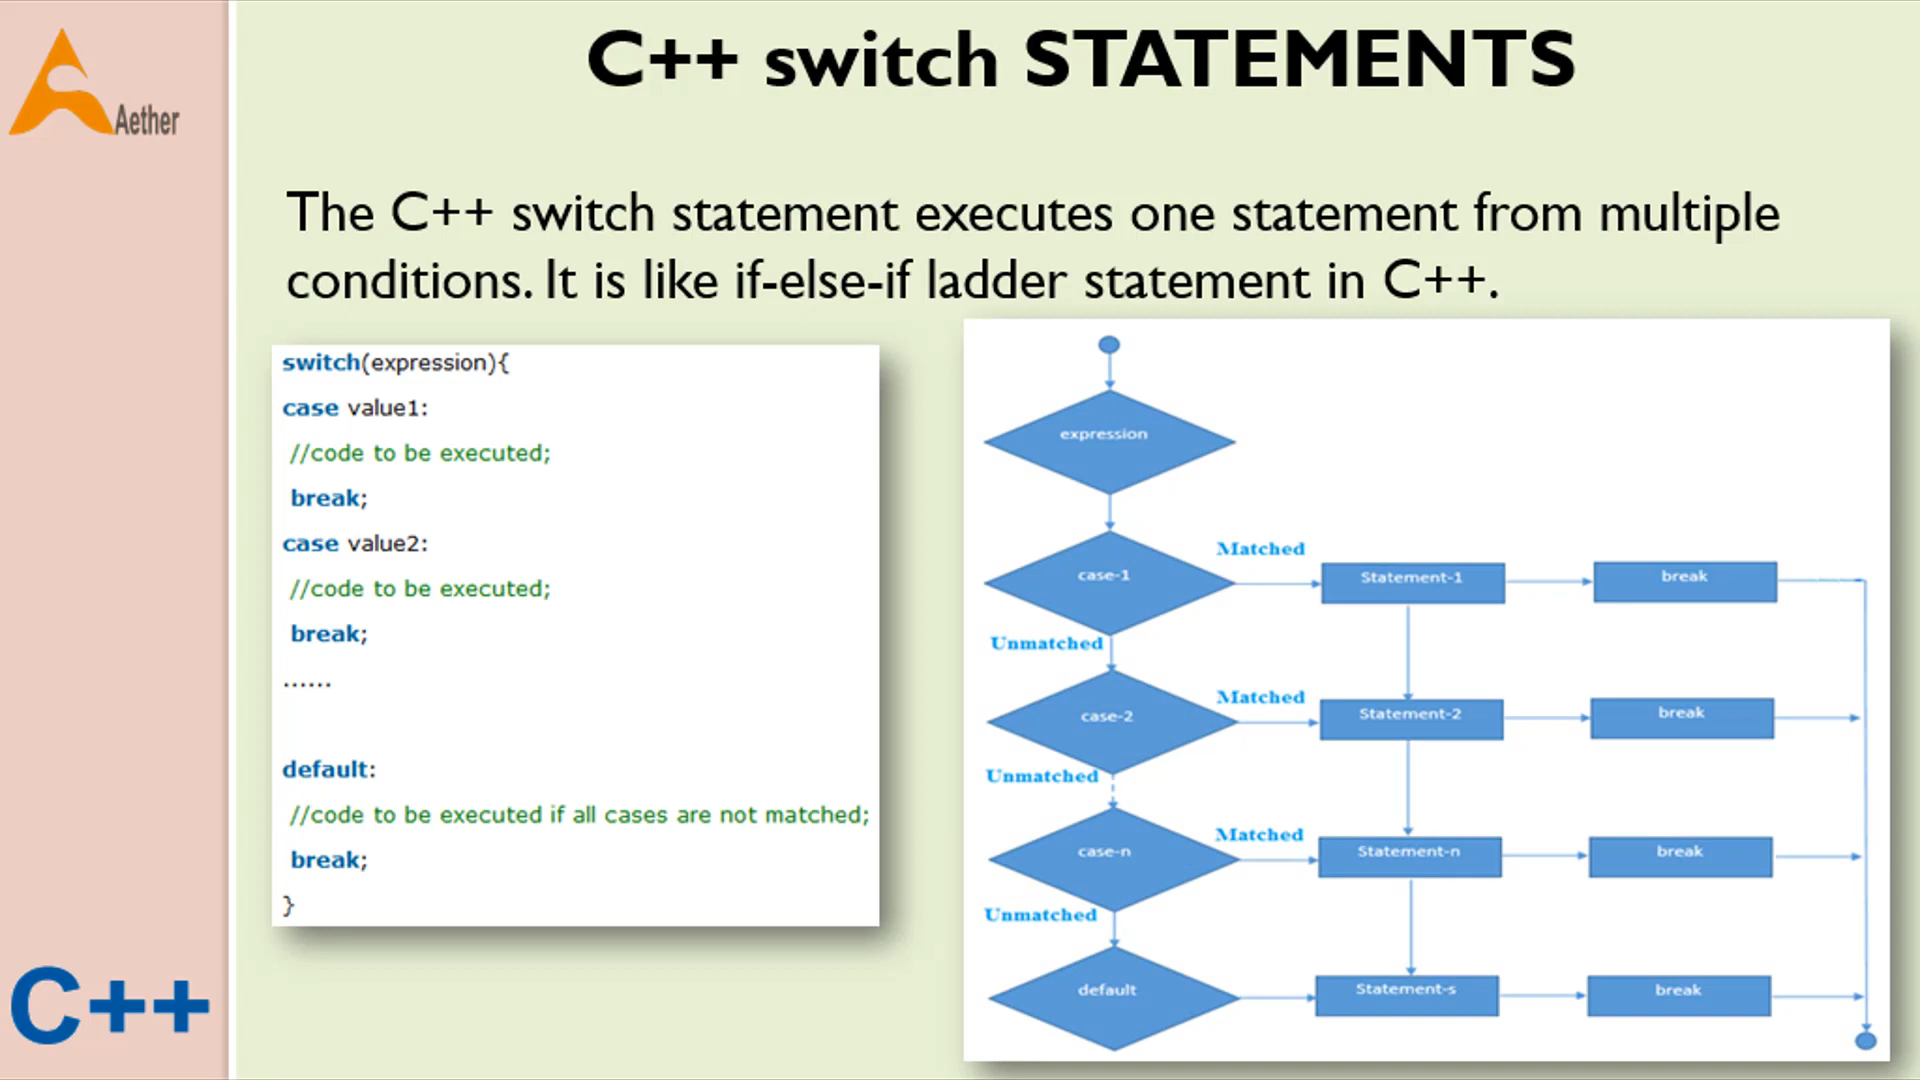 Aether
C++ switch STATEMENTS
The C++ switch statement executes one statement from multiple
conditions. It is like if-else-if ladder statement in C++.
switch(expression){
case value1:
//code to be executed;
break;
case value2:
//code to be executed;
break;
......
default:
//code to be executed if all cases are not matched;
break;
}
expression
case-1
Matched
Statement-1
break
Unmatched
case-2
Matched
Statement-2
break
Unmatched
case-n
Matched
Statement-n
break
Unmatched
default
Statement-s
break
C++